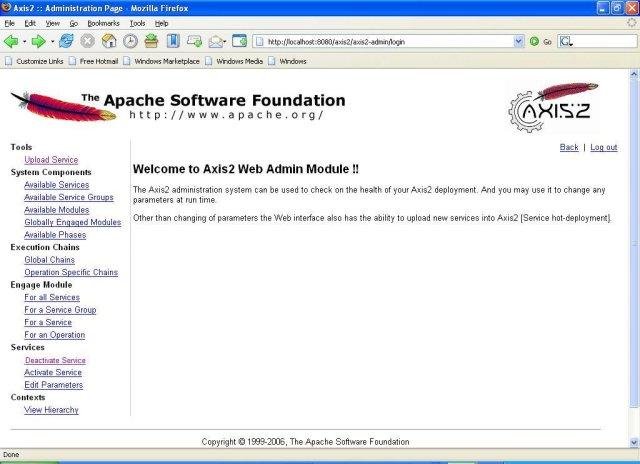 Axis2 :: Administration Page - Mozilla Firefox
File Edit View Go Bookmarks Tools Help
http://localhost:8080/axis2/axis2-admin/login
Go
Customize Links Free Hotmail Windows Marketplace Windows Media Windows
The Apache Software Foundation
http://www.apache.org/
AXIS2
Back | Log out
Tools
Upload Service
System Components
Available Services
Available Service Groups
Available Modules
Globally Engaged Modules
Available Phases
Execution Chains
Global Chains
Operation Specific Chains
Engage Module
For all Services
For a Service Group
For a Service
For an Operation
Services
Deactivate Service
Activate Service
Edit Parameters
Contexts
View Hierarchy
Welcome to Axis2 Web Admin Module !!
The Axis2 administration system can be used to check on the health of your Axis2 deployment. And you may use it to change any
parameters at run time.
Other than changing of parameters the Web interface also has the ability to upload new services into Axis2 [Service hot-deployment].
Copyright © 1999-2006, The Apache Software Foundation
Done